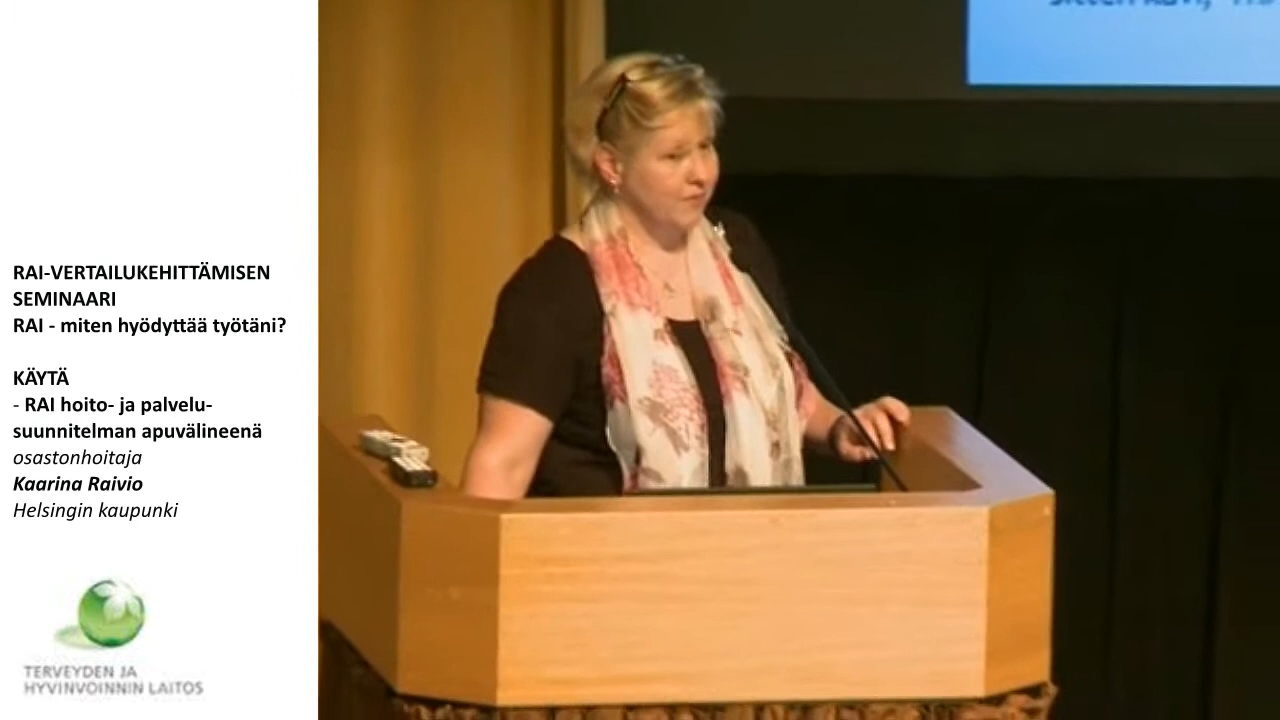 RAI-VERTAILUKEHITTÄMISEN
SEMINAARI
RAI - miten hyödyttää työtäni?
KÄYTÄ
- RAI hoito- ja palvelu-
suunnitelman apuvälineenä
osastonhoitaja
Kaarina Raivio
Helsingin kaupunki
TERVEYDEN JA
HYVINVOINNIN LAITOS